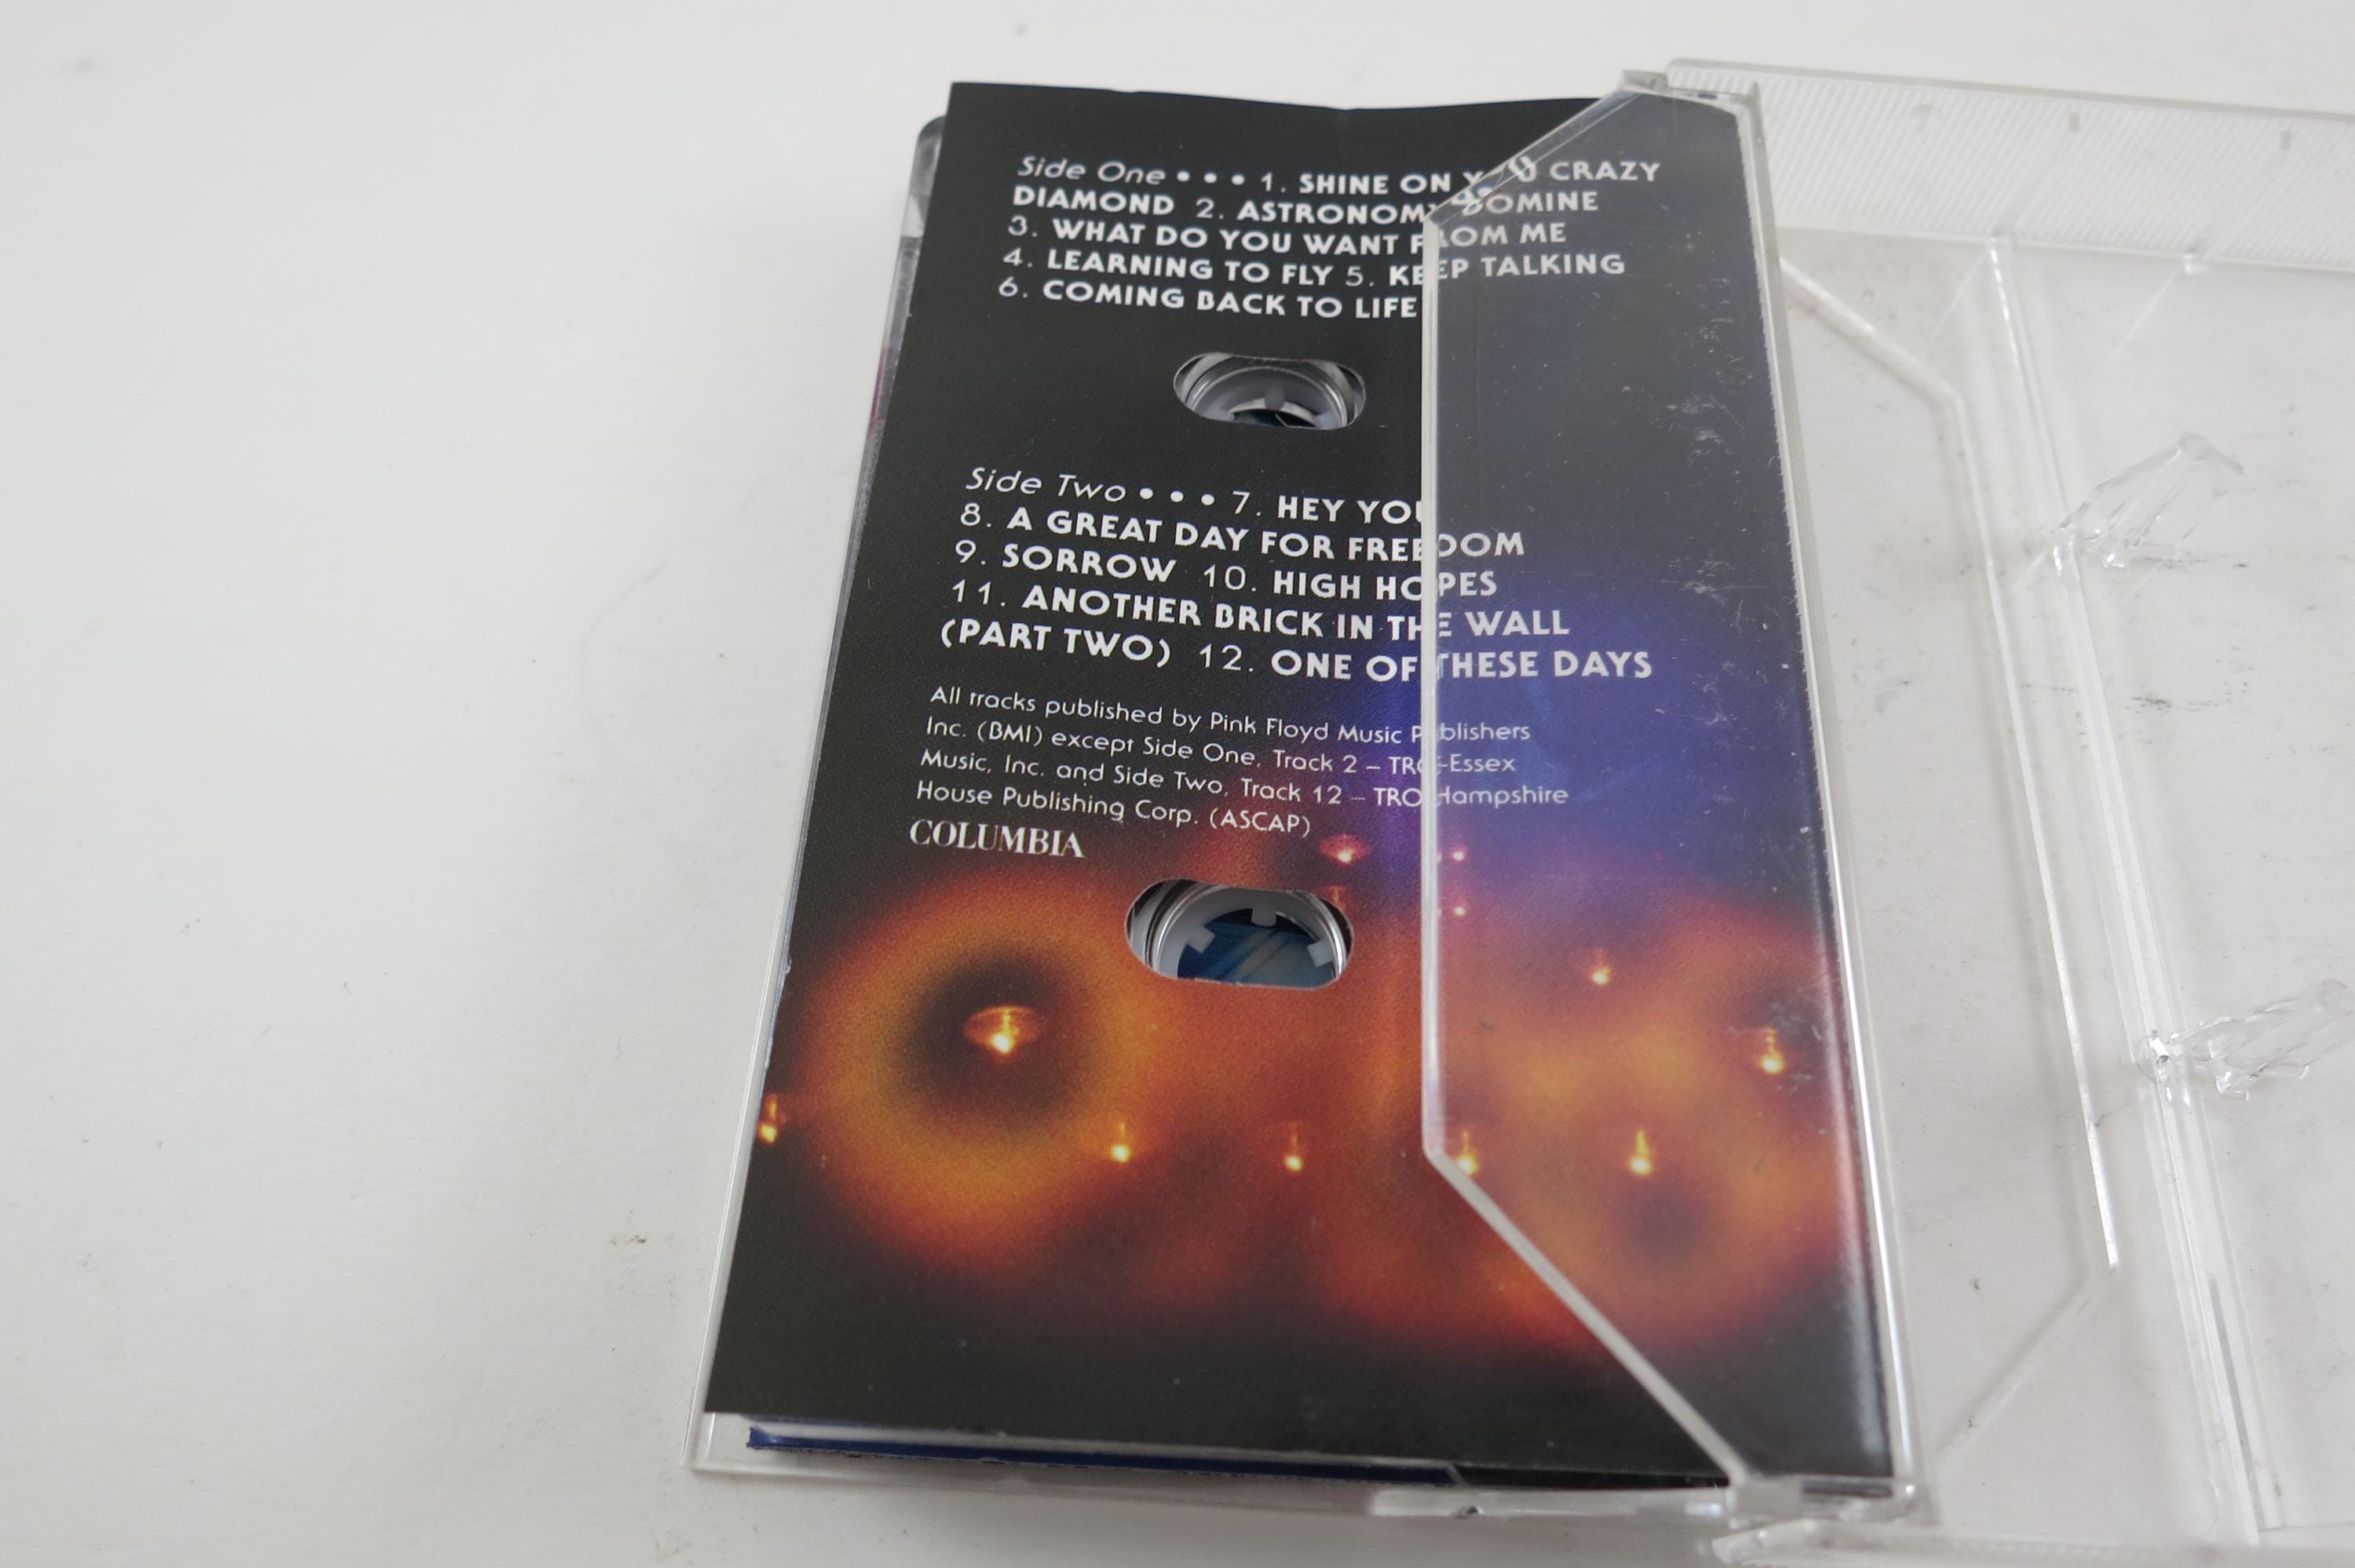 Side One • • • 1. SHINE ON YOU CRAZY
DIAMOND 2. ASTRONOMY DOMINE
3. WHAT DO YOU WANT FROM ME
4. LEARNING TO FLY 5. KEEP TALKING
6. COMING BACK TO LIFE
Side Two • • • 7. HEY YOU
8. A GREAT DAY FOR FREEDOM
9. SORROW 10. HIGH HOPES
11. ANOTHER BRICK IN THE WALL
(PART TWO) 12. ONE OF THESE DAYS
All tracks published by Pink Floyd Music Publishers
Inc. (BMI) except Side One, Track 2 – TRO-Essex
Music, Inc. and Side Two, Track 12 – TRO-Hampshire
House Publishing Corp. (ASCAP)
COLUMBIA